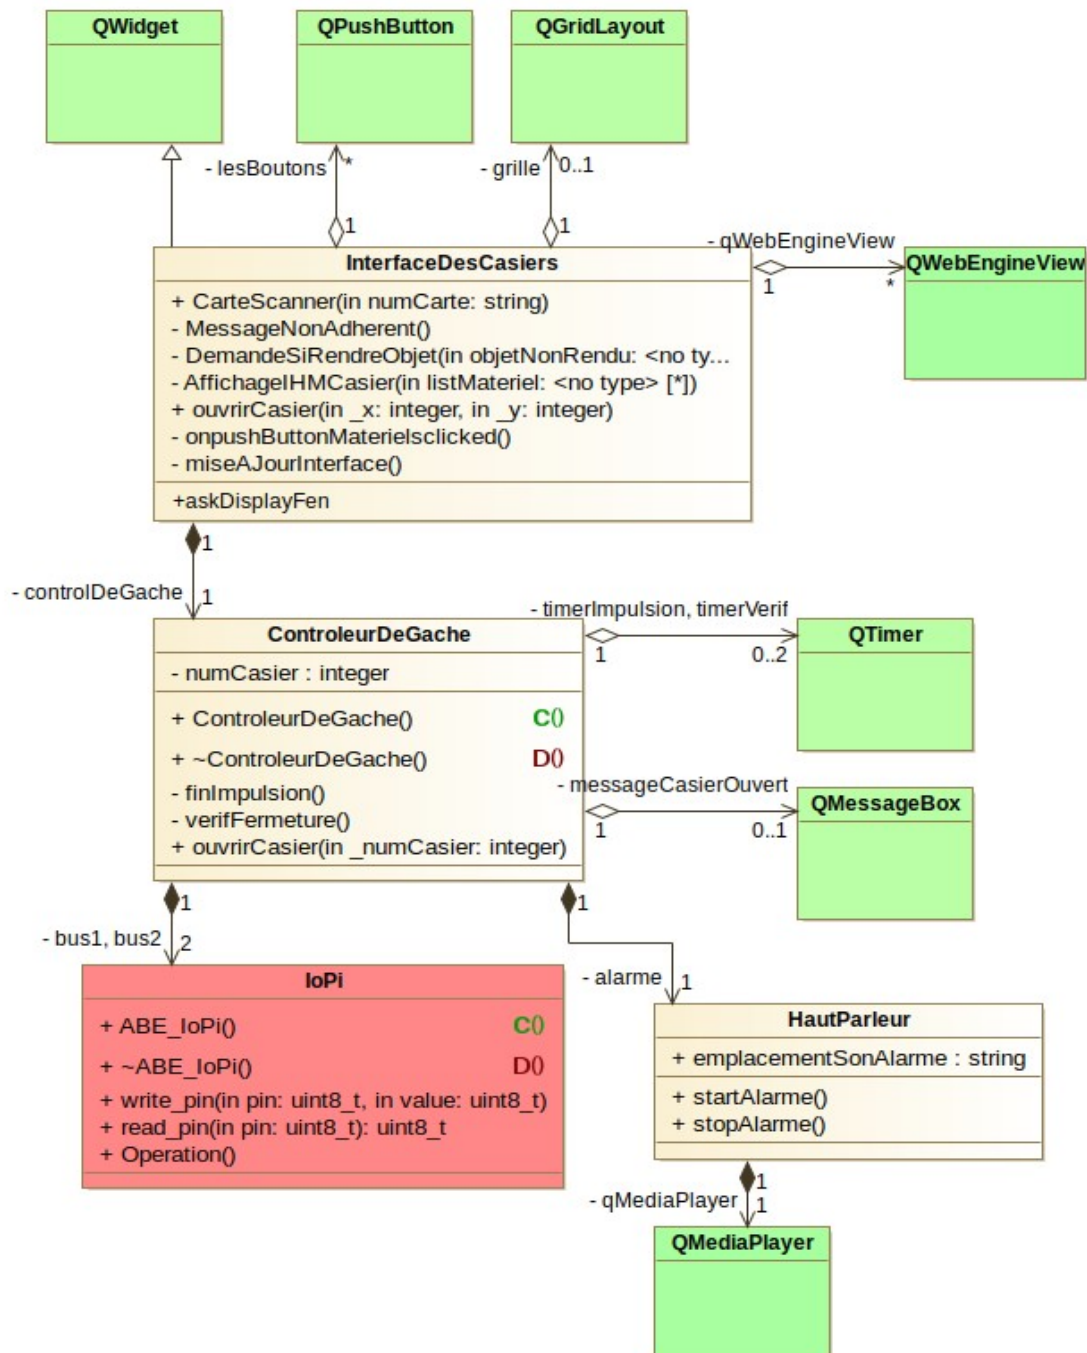 QWidget
QPushButton
QGridLayout
- lesBoutons
*
- grille
0..1
1
1
- qWebEngineView
1
*
QWebEngineView
InterfaceDesCasiers
+ CarteScanner(in numCarte: string)
- MessageNonAdherent()
- DemandeSiRendreObjet(in objetNonRendu: <no ty...
- AffichageIHMCasier(in listMateriel: <no type> [*])
+ ouvrirCasier(in _x: integer, in _y: integer)
- onpushButtonMaterielsclicked()
- miseAJourInterface()
+askDisplayFen
1
- controlDeGache
1
ControleurDeGache
- numCasier : integer
+ ControleurDeGache()
C()
+ ~ControleurDeGache()
D()
- finImpulsion()
- verifFermeture()
+ ouvrirCasier(in _numCasier: integer)
- timerImpulsion, timerVerif
1
0..2
QTimer
- messageCasierOuvert
1
0..1
QMessageBox
1
- bus1, bus2
2
1
- alarme
1
IoPi
+ ABE_IoPi()
C()
+ ~ABE_IoPi()
D()
+ write_pin(in pin: uint8_t, in value: uint8_t)
+ read_pin(in pin: uint8_t): uint8_t
+ Operation()
HautParleur
+ emplacementSonAlarme : string
+ startAlarme()
+ stopAlarme()
1
- qMediaPlayer
1
QMediaPlayer